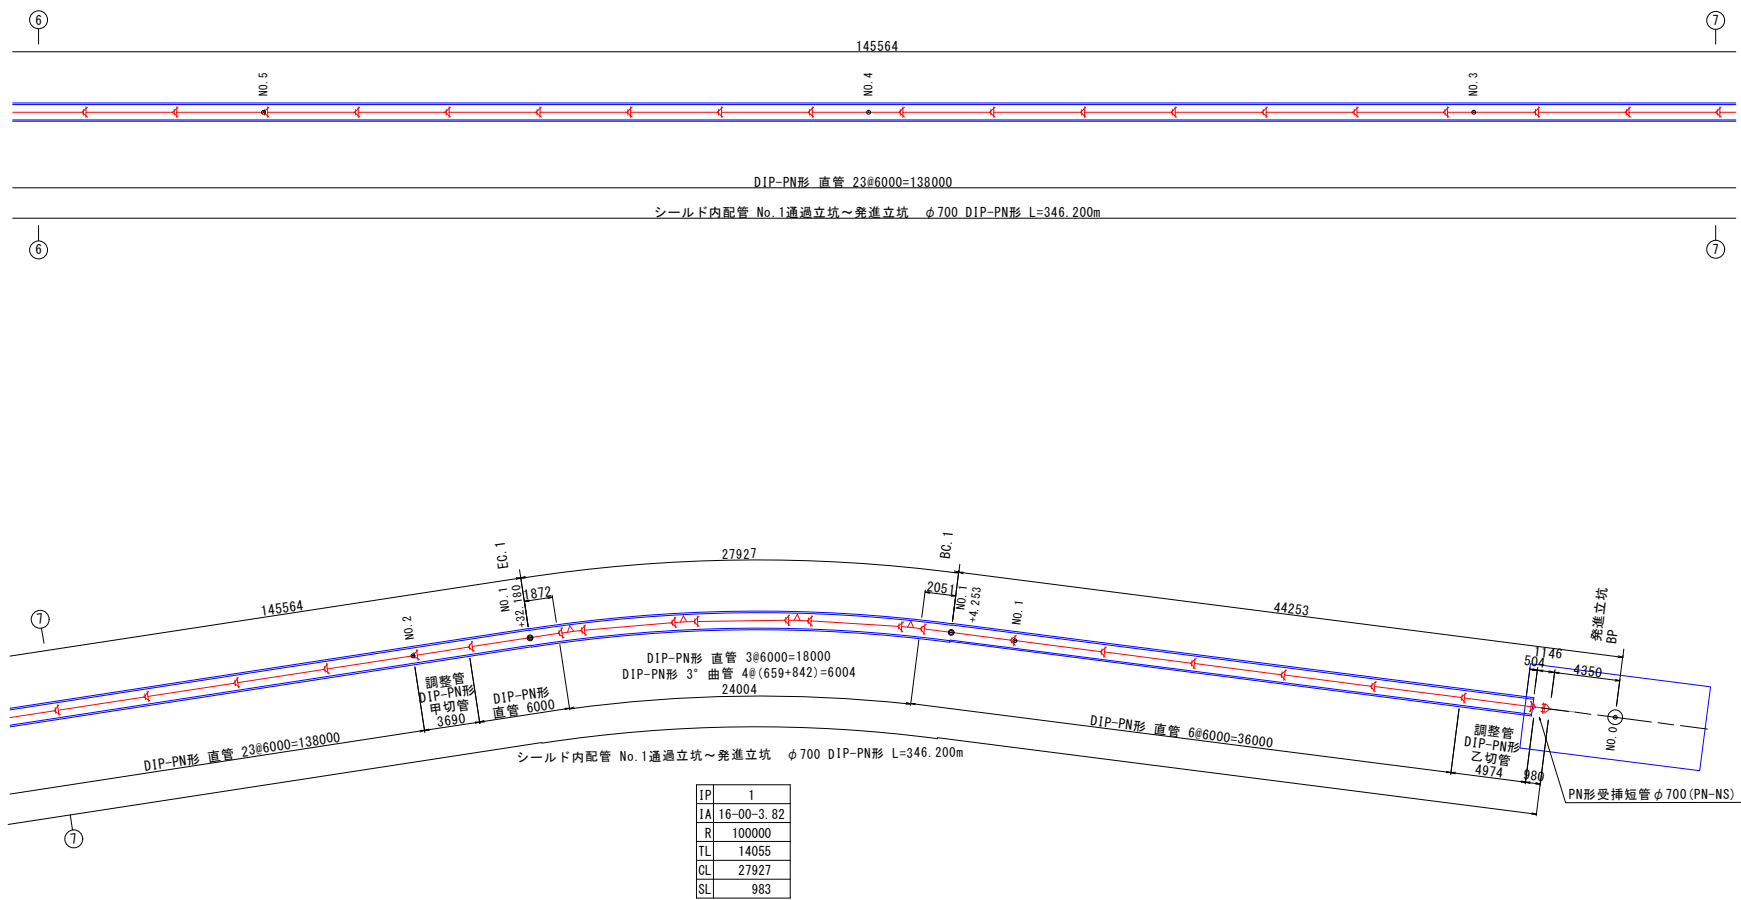 6
7
145564
NO.5
NO.4
NO.3
DIP-PN形 直管 23@6000=138000
シールド内配管 No.1通過立坑～発進立坑 φ700 DIP-PN形 L=346.200m
6
7
7
145564
EC.1
27927
BC.1
44253
発進立坑
BP
NO.2
NO.1
+32.180
1872
2051
NO.1
+4.253
NO.1
1146
504
4350
NO.0
DIP-PN形 直管 3@6000=18000
DIP-PN形 3° 曲管 4@(659+842)=6004
24004
調整管
DIP-PN形
甲切管
3690
DIP-PN形
直管 6000
DIP-PN形 直管 23@6000=138000
DIP-PN形 直管 6@6000=36000
調整管
DIP-PN形
乙切管
4974
980
PN形受挿短管φ700(PN-NS)
シールド内配管 No.1通過立坑～発進立坑 φ700 DIP-PN形 L=346.200m
7
IP 1
IA 16-00-3.82
R 100000
TL 14055
CL 27927
SL 983